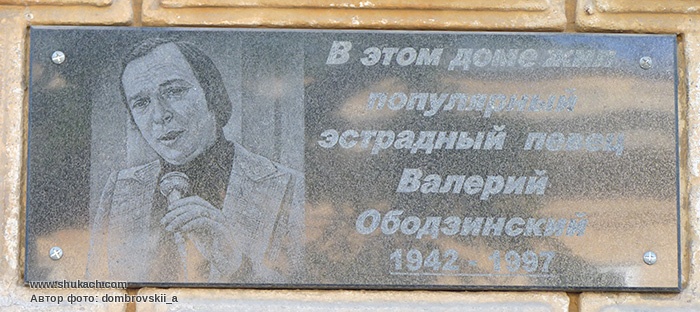 В этом доме жил
популярный
эстрадный певец
Валерий
Ободзинский
1942 - 1997
www.shukach.com
Автор фото: dombrovskii_a